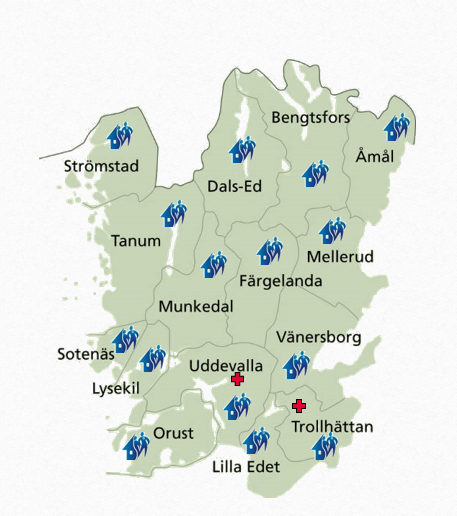 Bengtsfors
Åmål
Strömstad
Dals-Ed
Tanum
Mellerud
Färgelanda
Munkedal
Vänersborg
Sotenäs
Uddevalla
Lysekil
Trollhättan
Orust
Lilla Edet